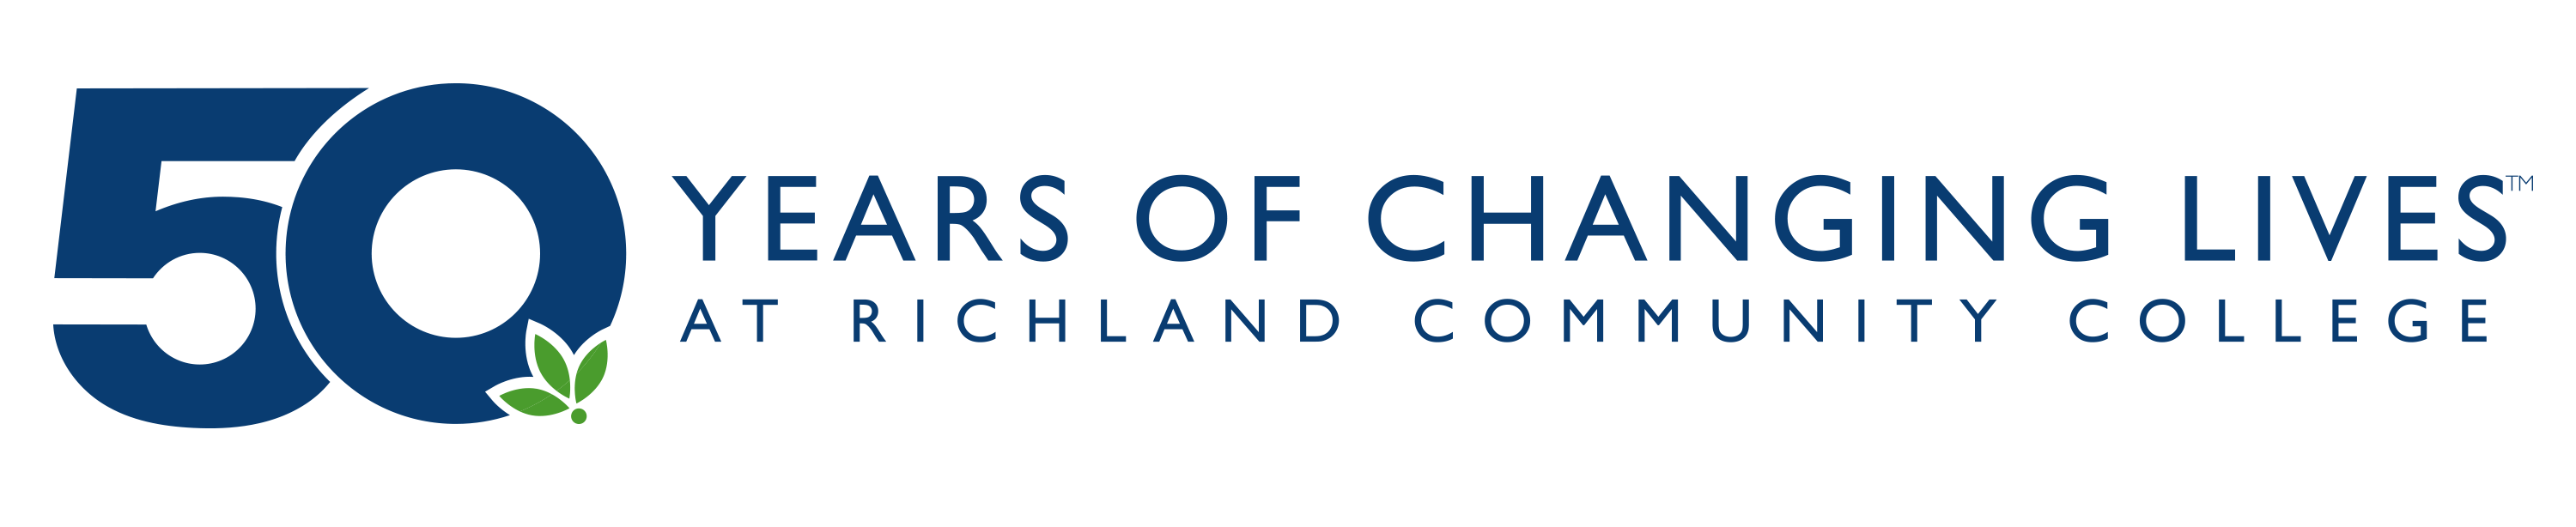 50 YEARS OF CHANGING LIVES™
AT RICHLAND COMMUNITY COLLEGE